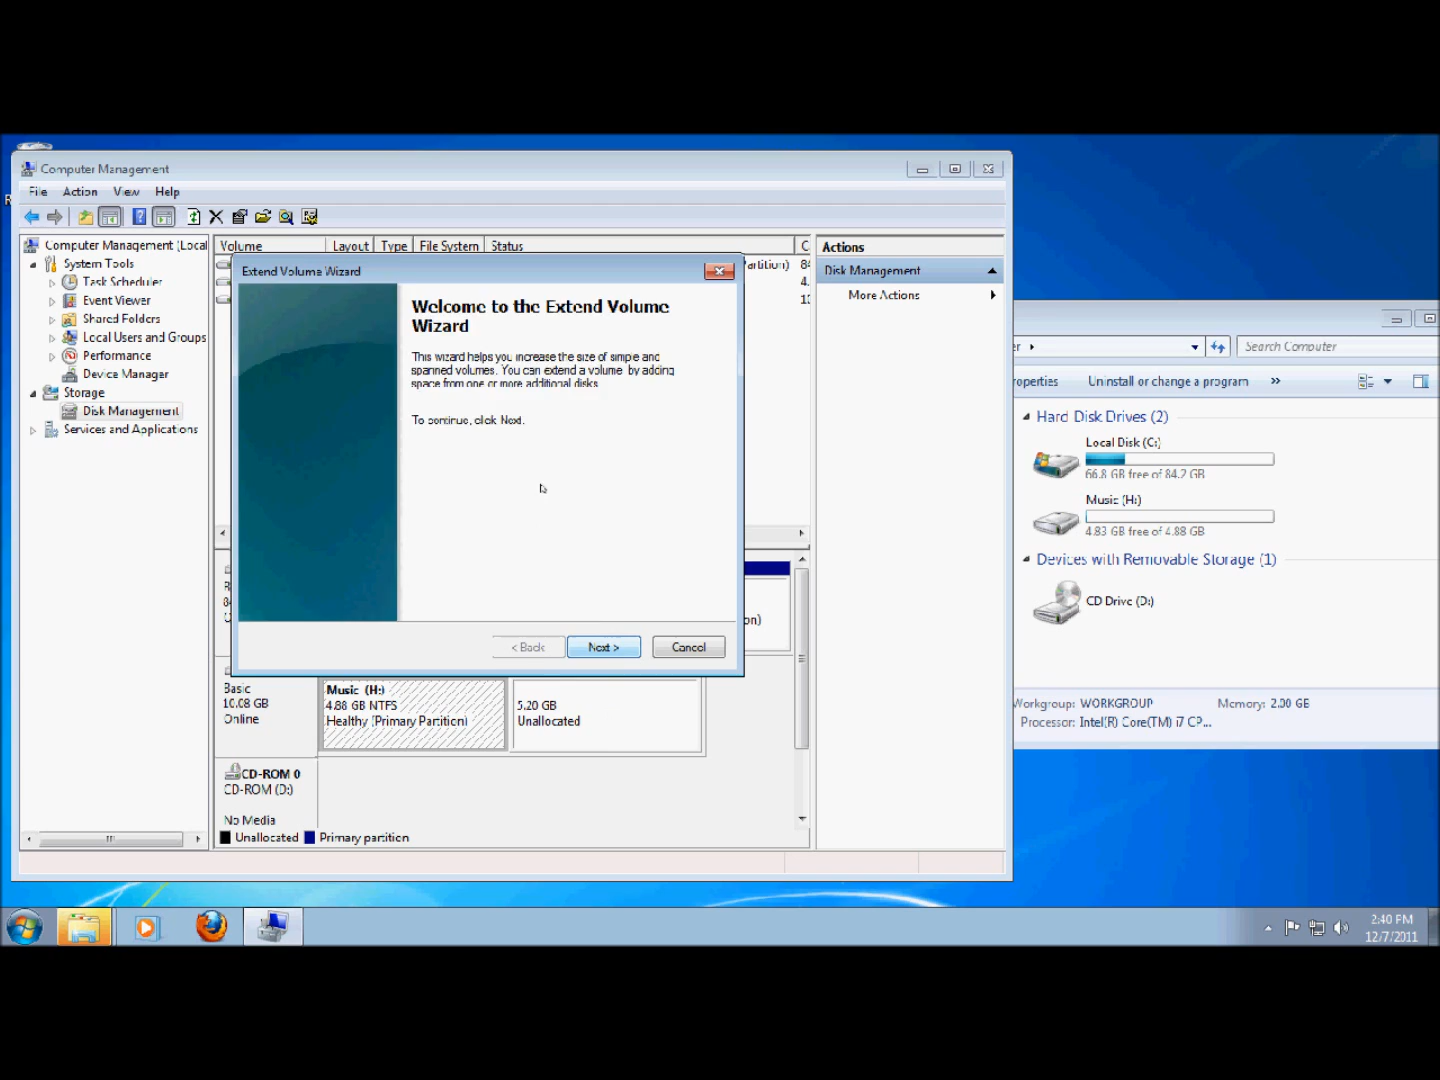 Computer Management
File Action View Help
Computer Management (Local
System Tools
Task Scheduler
Event Viewer
Shared Folders
Local Users and Groups
Performance
Device Manager
Storage
Disk Management
Services and Applications
Volume Layout Type File System Status C
artition) 84
4.
10
Extend Volume Wizard
Welcome to the Extend Volume
Wizard
This wizard helps you increase the size of simple and
spanned volumes. You can extend a volume by adding
space from one or more additional disks.
To continue, click Next.
< Back Next > Cancel
on)
Basic
10.08 GB
Online
Music (H:)
4.88 GB NTFS
Healthy (Primary Partition)
5.20 GB
Unallocated
CD-ROM 0
CD-ROM (D:)
No Media
Unallocated Primary partition
Actions
Disk Management
More Actions
er
Search Computer
roperties Uninstall or change a program »
Hard Disk Drives (2)
Local Disk (C:)
66.8 GB free of 84.2 GB
Music (H:)
4.83 GB free of 4.88 GB
Devices with Removable Storage (1)
CD Drive (D:)
Workgroup: WORKGROUP Memory: 2.00 GB
Processor: Intel(R) Core(TM) i7 CP...
2:40 PM
12/7/2011